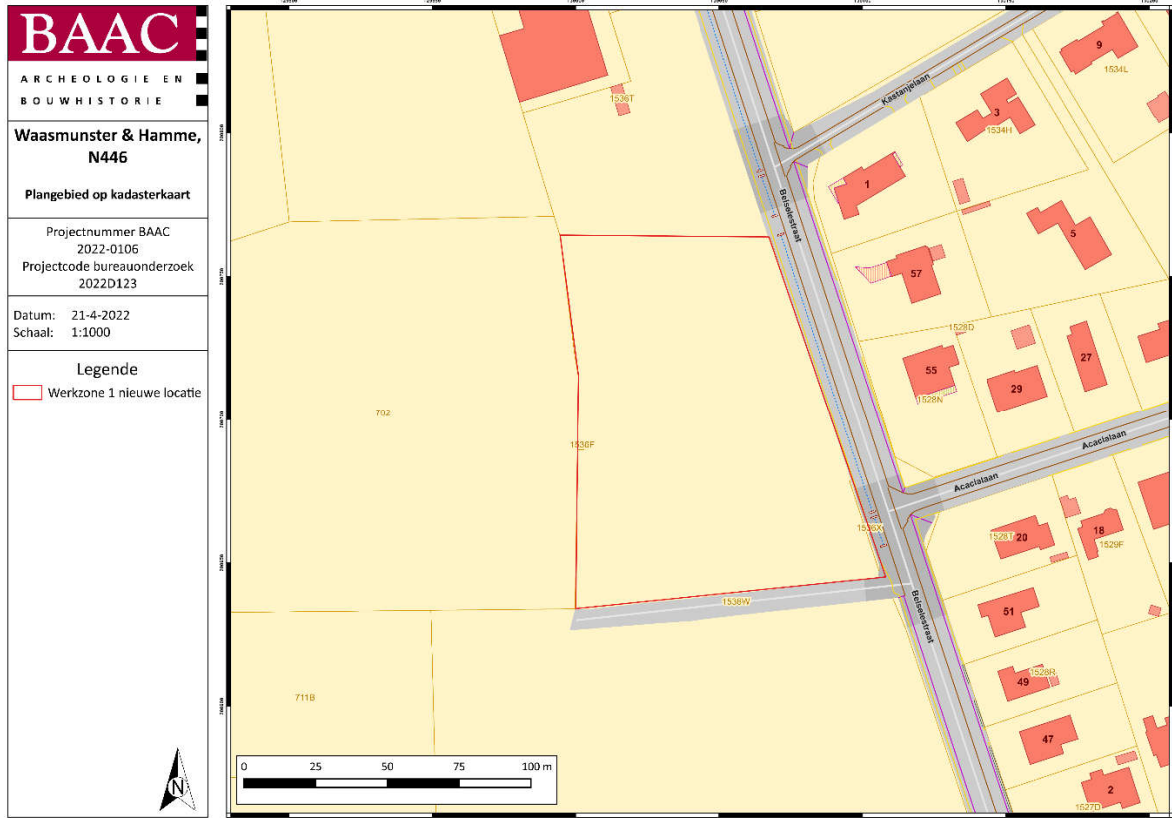 BAAC
ARCHEOLOGIE EN
BOUWHISTORIE
Waasmunster & Hamme,
N446
Plangebied op kadasterkaart
Projectnummer BAAC
2022-0106
Projectcode bureauonderzoek
2022D123
Datum: 21-4-2022
Schaal: 1:1000
Legende
Werkzone 1 nieuwe locatie
N
1536T
Kastanjelaan
9
1534L
3
1534H
1
Belselestraat
5
57
1528D
55
1528N
29
27
702
1536F
Acacialaan
Acacialaan
1536X
1528T
20
18
1529F
1538W
51
Belselestraat
49
1528R
711B
47
2
1527D
0 25 50 75 100 m